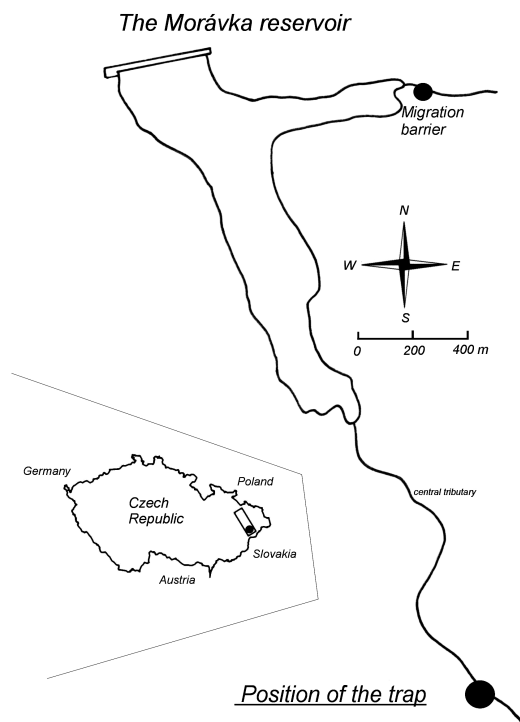 The Morávka reservoir
Migration
barrier
N
W
E
S
0
200
400 m
central tributary
Germany
Poland
Czech
Republic
Slovakia
Austria
Position of the trap